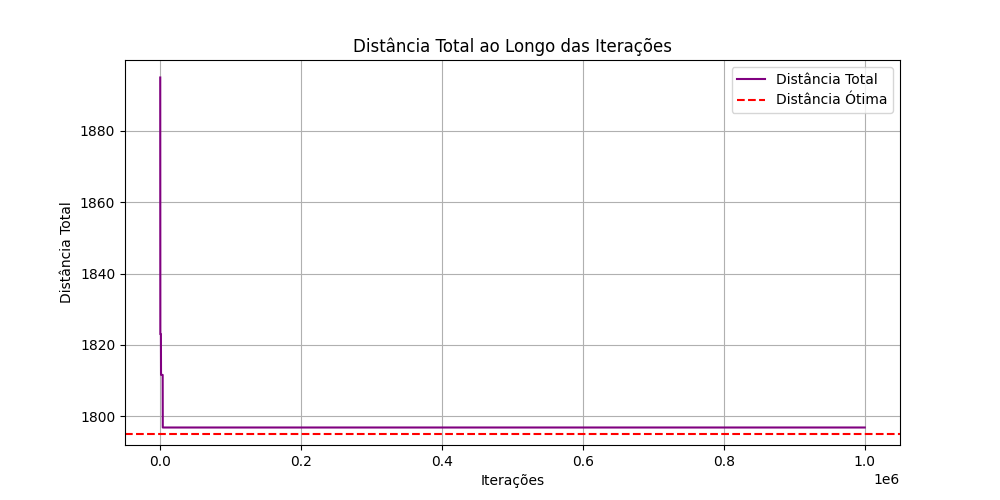 Distância Total ao Longo das Iterações
Distância Total
Distância Ótima
Distância Total
1880
1860
1840
1820
1800
0.0 0.2 0.4 0.6 0.8 1.0
1e6
Iterações